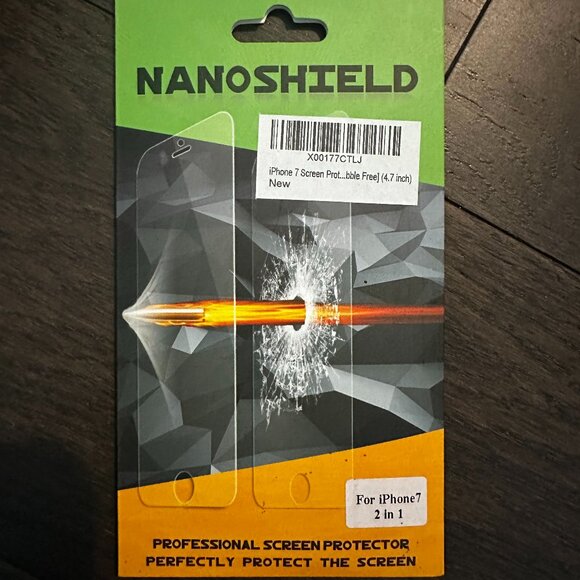 NANOSHIELD
X00177CTLJ
iPhone 7 Screen Prot...bble Free] (4.7 inch)
New
For iPhone7
2 in 1
PROFESSIONAL SCREEN PROTECTOR
PERFECTLY PROTECT THE SCREEN